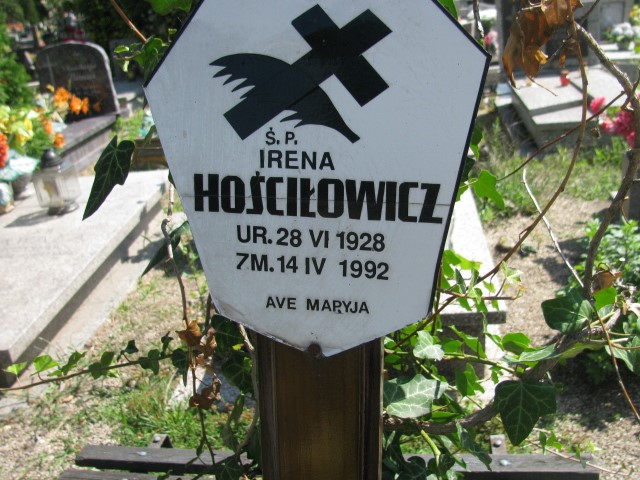 Ś.P.
IRENA
HOŚCIŁOWICZ
UR. 28 VI 1928
ZM. 14 IV 1992
AVE MARYJA